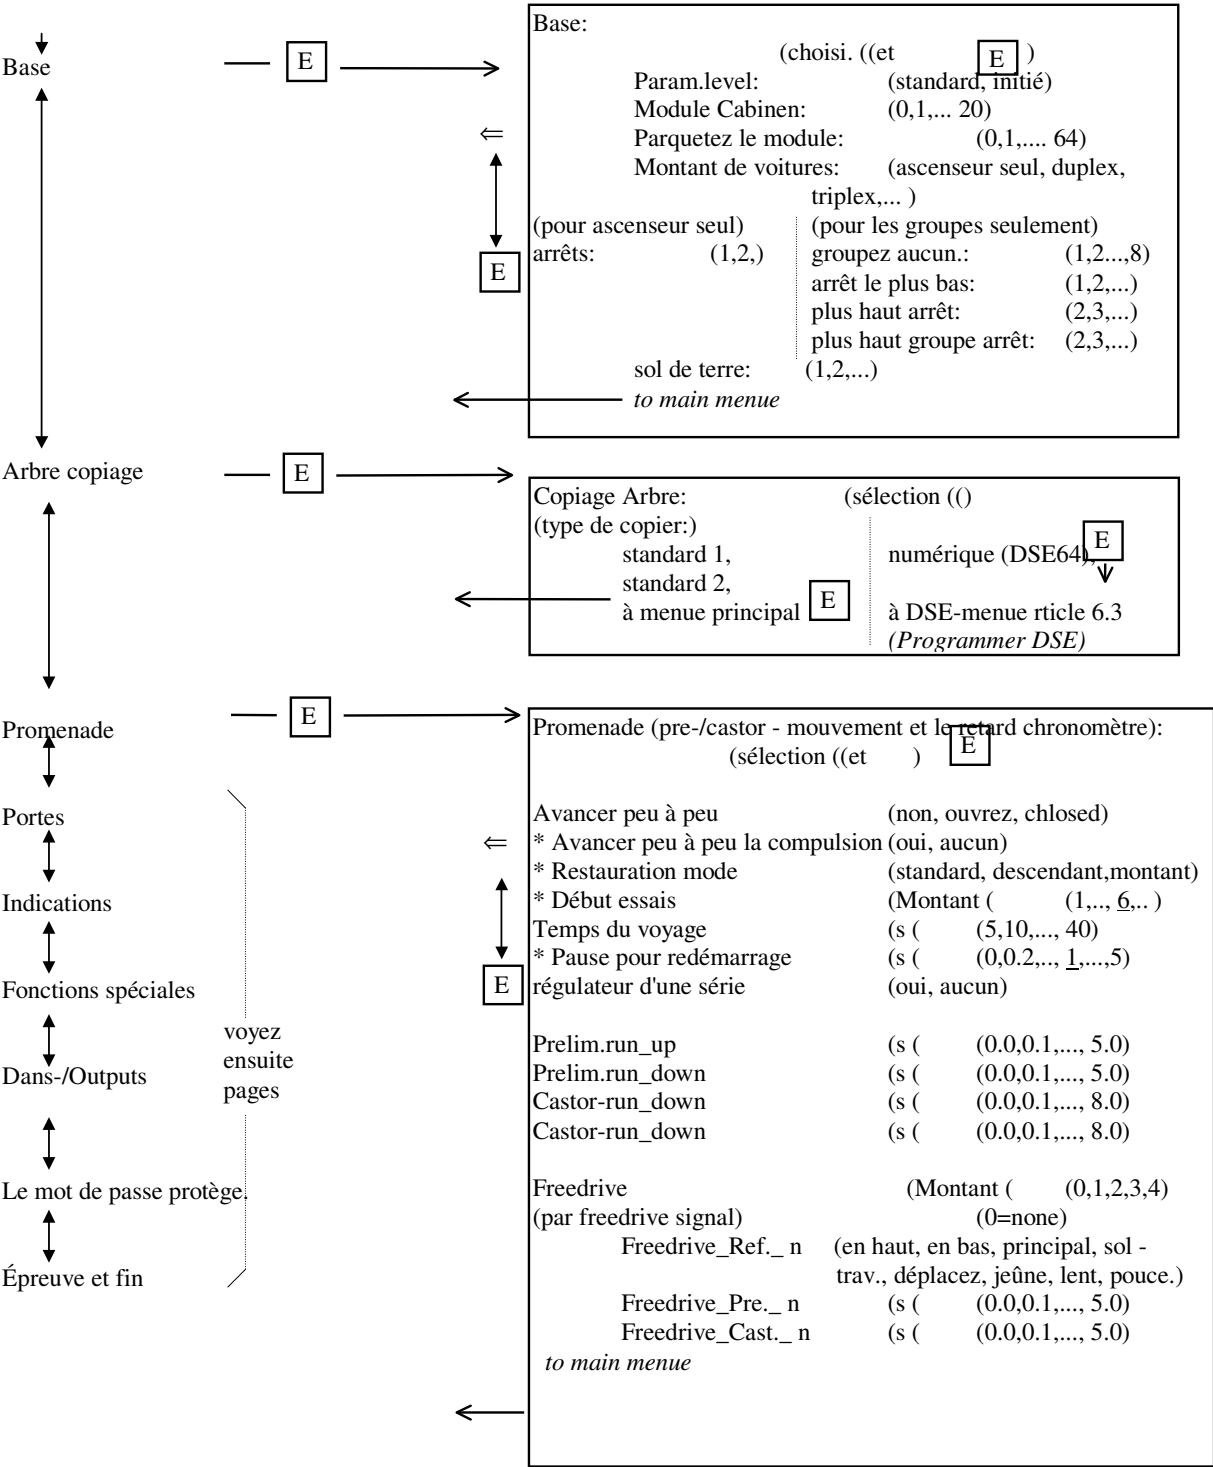 Base
E
Base:
(choisi. ((et E )
Param.level: (standard, initié)
Module Cabinen: (0,1,... 20)
⇐
Parquetez le module: (0,1,.... 64)
Montant de voitures: (ascenseur seul, duplex,
triplex,... )
(pour ascenseur seul) (pour les groupes seulement)
E
arrêts: (1,2,) groupez aucun.: (1,2...,8)
arrêt le plus bas: (1,2,...)
plus haut arrêt: (2,3,...)
plus haut groupe arrêt: (2,3,...)
sol de terre: (1,2,...)
to main menue
Arbre copiage
E
Copiage Arbre: (sélection ((()
(type de copier:)
standard 1, numérique (DSE64), E
standard 2,
à menue principal E à DSE-menue rticle 6.3
(Programmer DSE)
Promenade
E
Promenade (pre-/castor - mouvement et le retard chronomètre):
(sélection ((et ) E
Portes
Avancer peu à peu (non, ouvrez, chlosed)
⇐
* Avancer peu à peu la compulsion (oui, aucun)
* Restauration mode (standard, descendant,montant)
Indications
* Début essais (Montant ( (1,.., 6,.. )
Temps du voyage (s ( (5,10,..., 40)
* Pause pour redémarrage (s ( (0,0.2,.., 1,...,5)
Fonctions spéciales
E
régulateur d'une série (oui, aucun)
voyez
ensuite
pages
Prelim.run_up (s ( (0.0,0.1,..., 5.0)
Dans-/Outputs
Prelim.run_down (s ( (0.0,0.1,..., 5.0)
Castor-run_down (s ( (0.0,0.1,..., 8.0)
Castor-run_down (s ( (0.0,0.1,..., 8.0)
Le mot de passe protège.
Freedrive (Montant ( (0,1,2,3,4)
(par freedrive signal) (0=none)
Freedrive_Ref._ n (en haut, en bas, principal, sol -
Épreuve et fin
trav., déplacez, jeûne, lent, pouce.)
Freedrive_Pre._ n (s ( (0.0,0.1,..., 5.0)
Freedrive_Cast._ n (s ( (0.0,0.1,..., 5.0)
to main menue